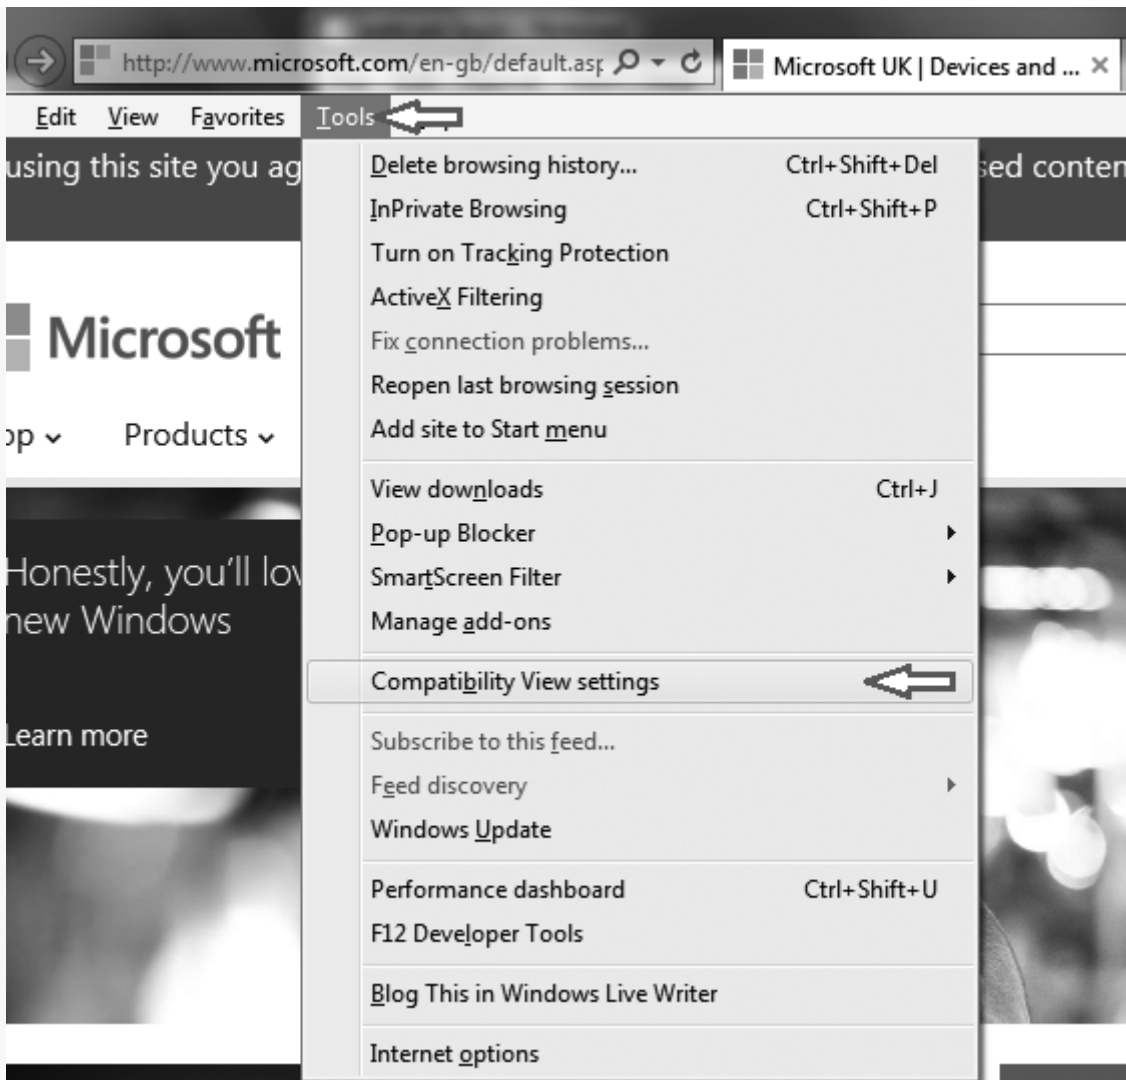 http://www.microsoft.com/en-gb/default.asp
Microsoft UK | Devices and ...
Edit View Favorites Tools
using this site you ag
sed conten
Delete browsing history... Ctrl+Shift+Del
InPrivate Browsing Ctrl+Shift+P
Turn on Tracking Protection
ActiveX Filtering
Microsoft
Fix connection problems...
Reopen last browsing session
Add site to Start menu
op Products
View downloads Ctrl+J
Pop-up Blocker
SmartScreen Filter
Manage add-ons
Honestly, you'll lov
new Windows
Compatibility View settings
Learn more
Subscribe to this feed...
Feed discovery
Windows Update
Performance dashboard Ctrl+Shift+U
F12 Developer Tools
Blog This in Windows Live Writer
Internet options